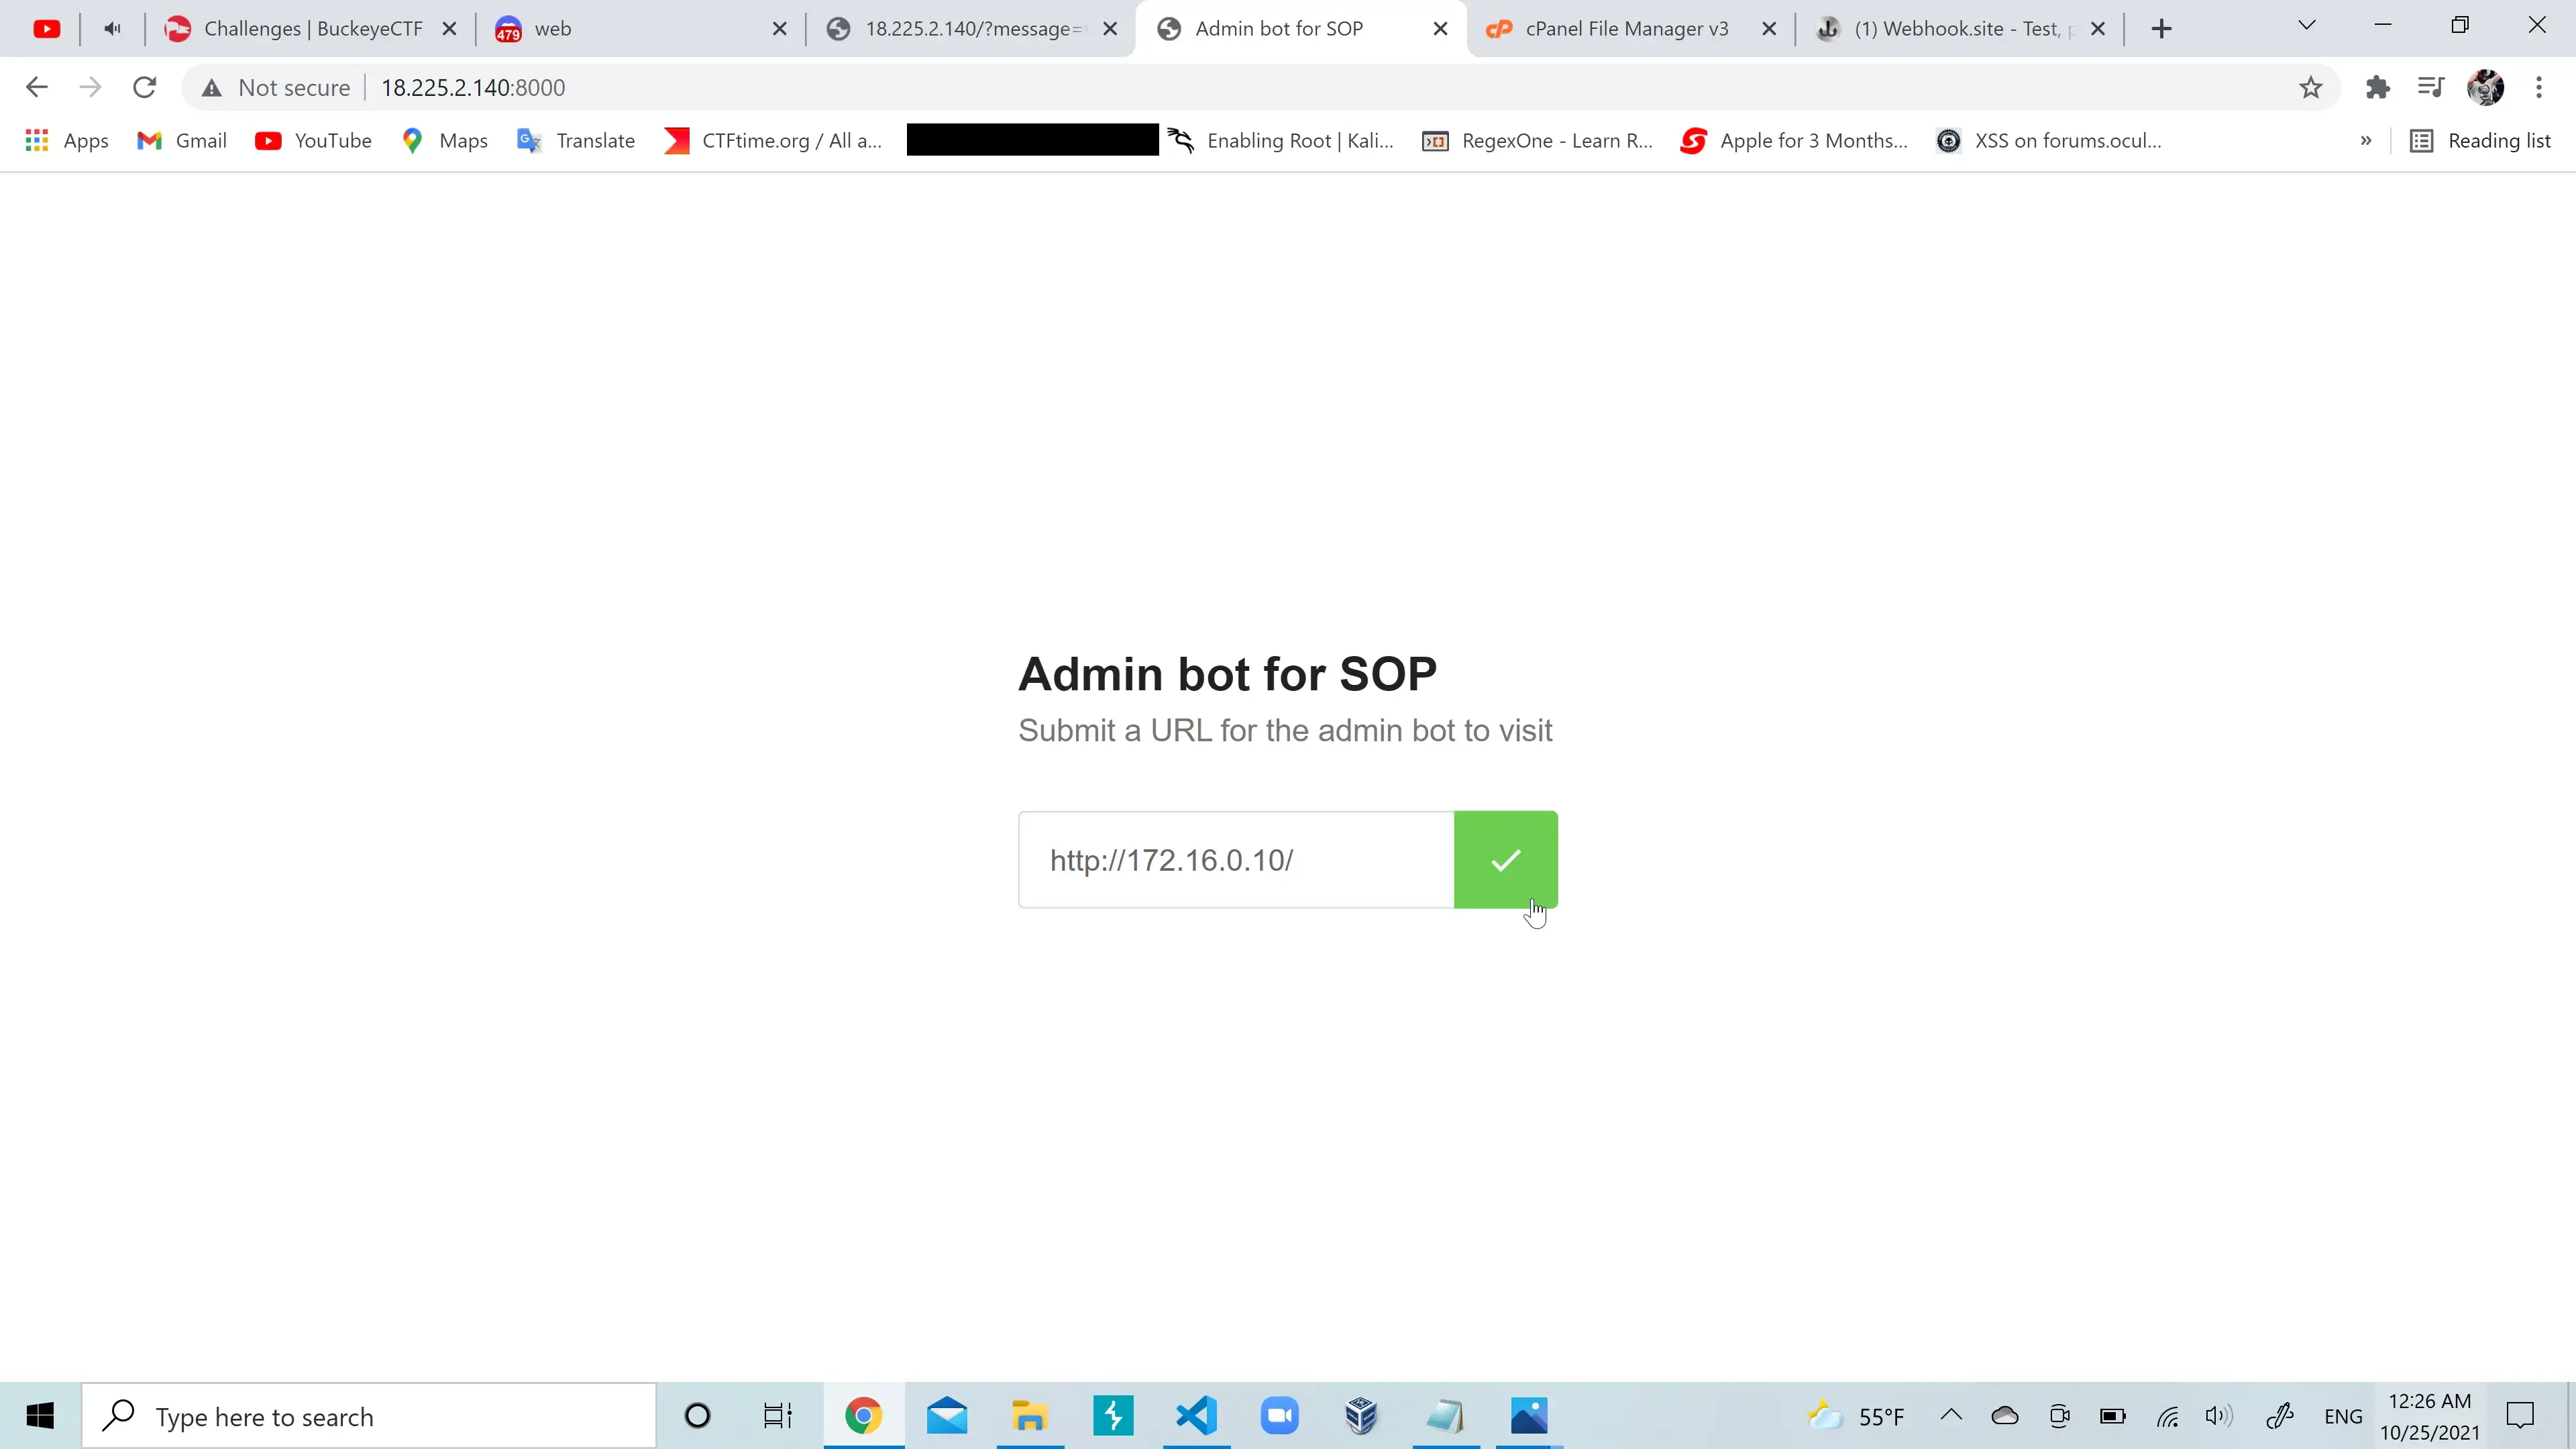 Challenges | BuckeyeCTF
479
web
18.225.2.140/?message=
Admin bot for SOP
cP
cPanel File Manager v3
(1) Webhook.site - Test,
Not secure
18.225.2.140:8000
Apps
Gmail
YouTube
Maps
Translate
CTFtime.org / All a...
Enabling Root | Kali...
RegexOne - Learn R...
Apple for 3 Months...
XSS on forums.ocul...
»
Reading list
Admin bot for SOP
Submit a URL for the admin bot to visit
http://172.16.0.10/
Type here to search
55°F
ENG
12:26 AM
10/25/2021